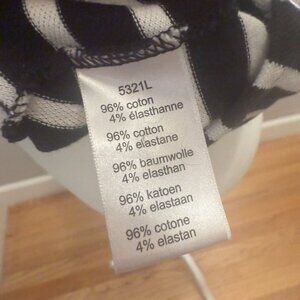 5321L
96% coton
4% élasthanne
96% cotton
4% elastane
96% baumwolle
4% elasthan
96% katoen
4% elastaan
96% cotone
4% elastan